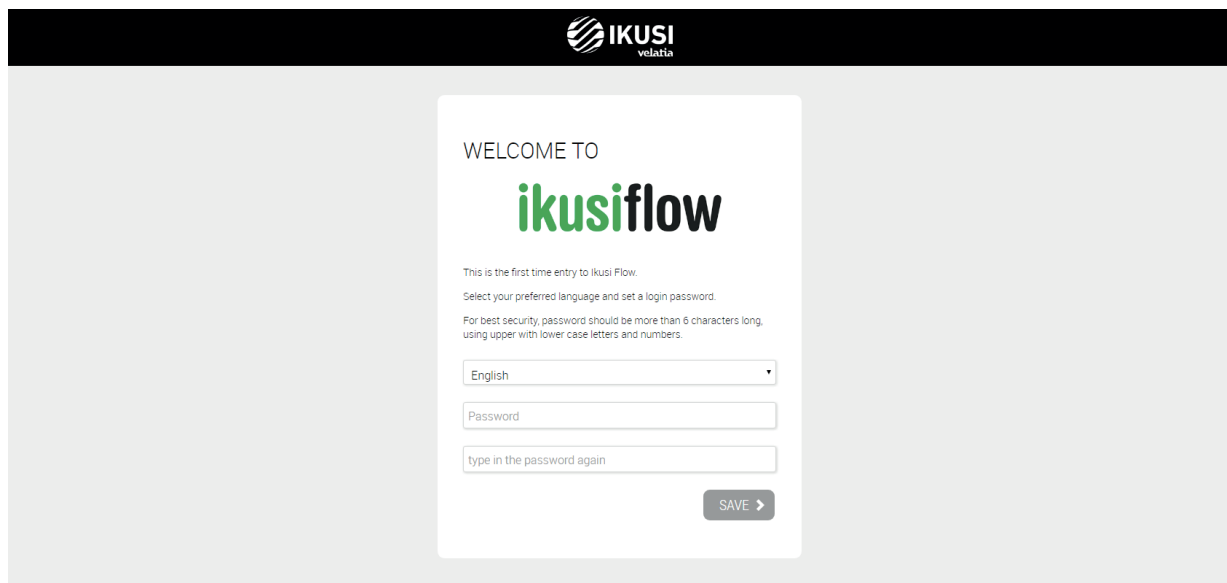 IKUSI
velatia
WELCOME TO
ikusiflow
This is the first time entry to Ikusi Flow.
Select your preferred language and set a login password.
For best security, password should be more than 6 characters long,
using upper with lower case letters and numbers.
English
Password
type in the password again
SAVE